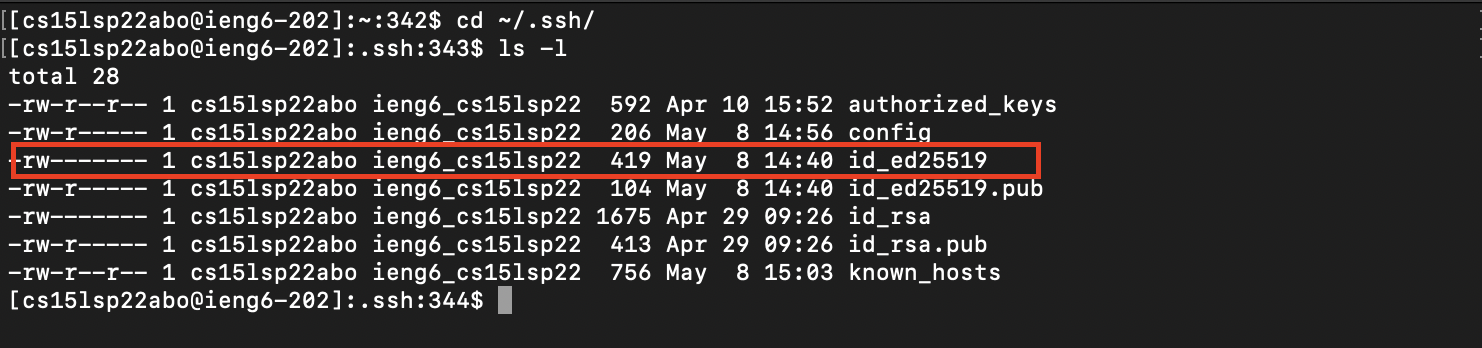 [[cs15lsp22abo@ieng6-202]:~:342$ cd ~/.ssh/
[[cs15lsp22abo@ieng6-202]:.ssh:343$ ls -l
total 28
-rw-r--r-- 1 cs15lsp22abo ieng6_cs15lsp22  592 Apr 10 15:52 authorized_keys
-rw-r----- 1 cs15lsp22abo ieng6_cs15lsp22  206 May  8 14:56 config
-rw------- 1 cs15lsp22abo ieng6_cs15lsp22  419 May  8 14:40 id_ed25519
-rw-r----- 1 cs15lsp22abo ieng6_cs15lsp22  104 May  8 14:40 id_ed25519.pub
-rw------- 1 cs15lsp22abo ieng6_cs15lsp22 1675 Apr 29 09:26 id_rsa
-rw-r----- 1 cs15lsp22abo ieng6_cs15lsp22  413 Apr 29 09:26 id_rsa.pub
-rw-r--r-- 1 cs15lsp22abo ieng6_cs15lsp22  756 May  8 15:03 known_hosts
[cs15lsp22abo@ieng6-202]:.ssh:344$